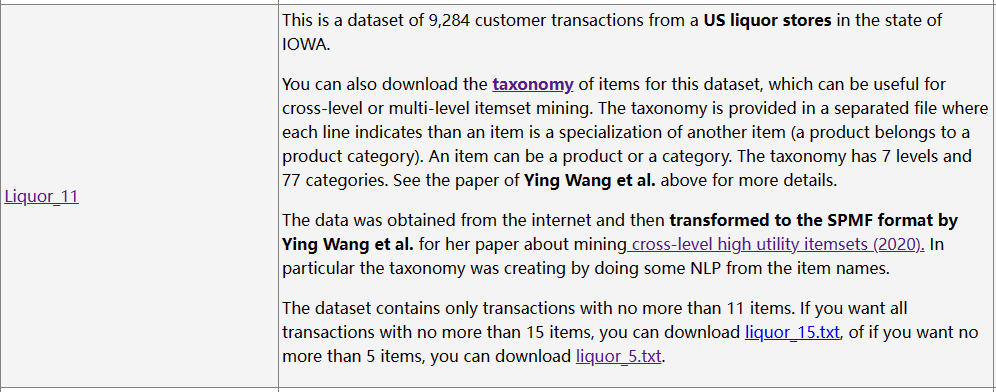 This is a dataset of 9,284 customer transactions from a US liquor stores in the state of
IOWA.
You can also download the taxonomy of items for this dataset, which can be useful for
cross-level or multi-level itemset mining. The taxonomy is provided in a separated file where
each line indicates than an item is a specialization of another item (a product belongs to a
product category). An item can be a product or a category. The taxonomy has 7 levels and
77 categories. See the paper of Ying Wang et al. above for more details.
Liquor_11
The data was obtained from the internet and then transformed to the SPMF format by
Ying Wang et al. for her paper about mining cross-level high utility itemsets (2020). In
particular the taxonomy was creating by doing some NLP from the item names.
The dataset contains only transactions with no more than 11 items. If you want all
transactions with no more than 15 items, you can download liquor_15.txt, of if you want no
more than 5 items, you can download liquor_5.txt.